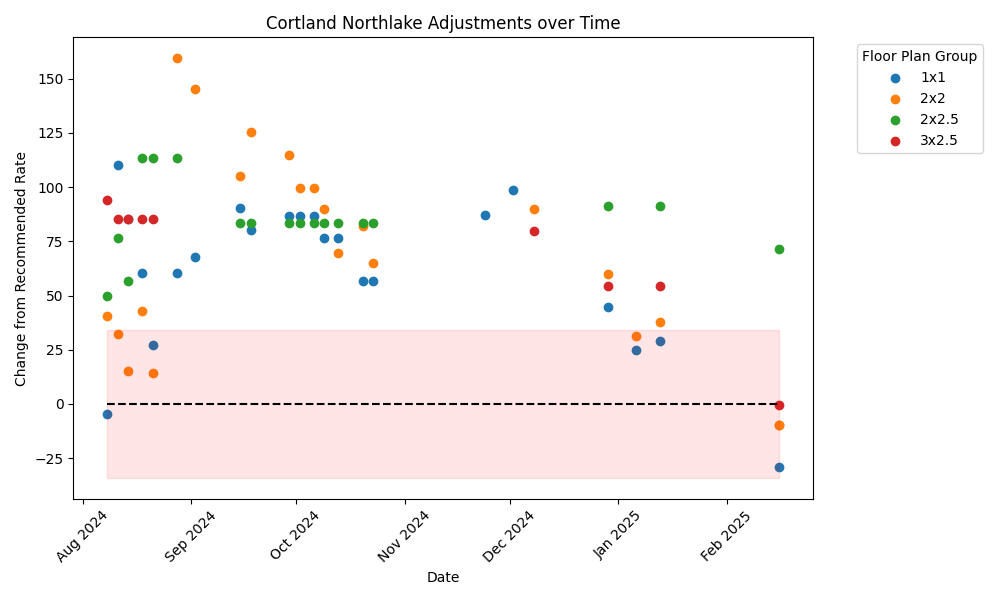 Cortland Northlake Adjustments over Time
Floor Plan Group
1x1
2x2
2x2.5
3x2.5
Change from Recommended Rate
150
125
100
75
50
25
0
−25
Aug 2024
Sep 2024
Oct 2024
Nov 2024
Dec 2024
Jan 2025
Feb 2025
Date